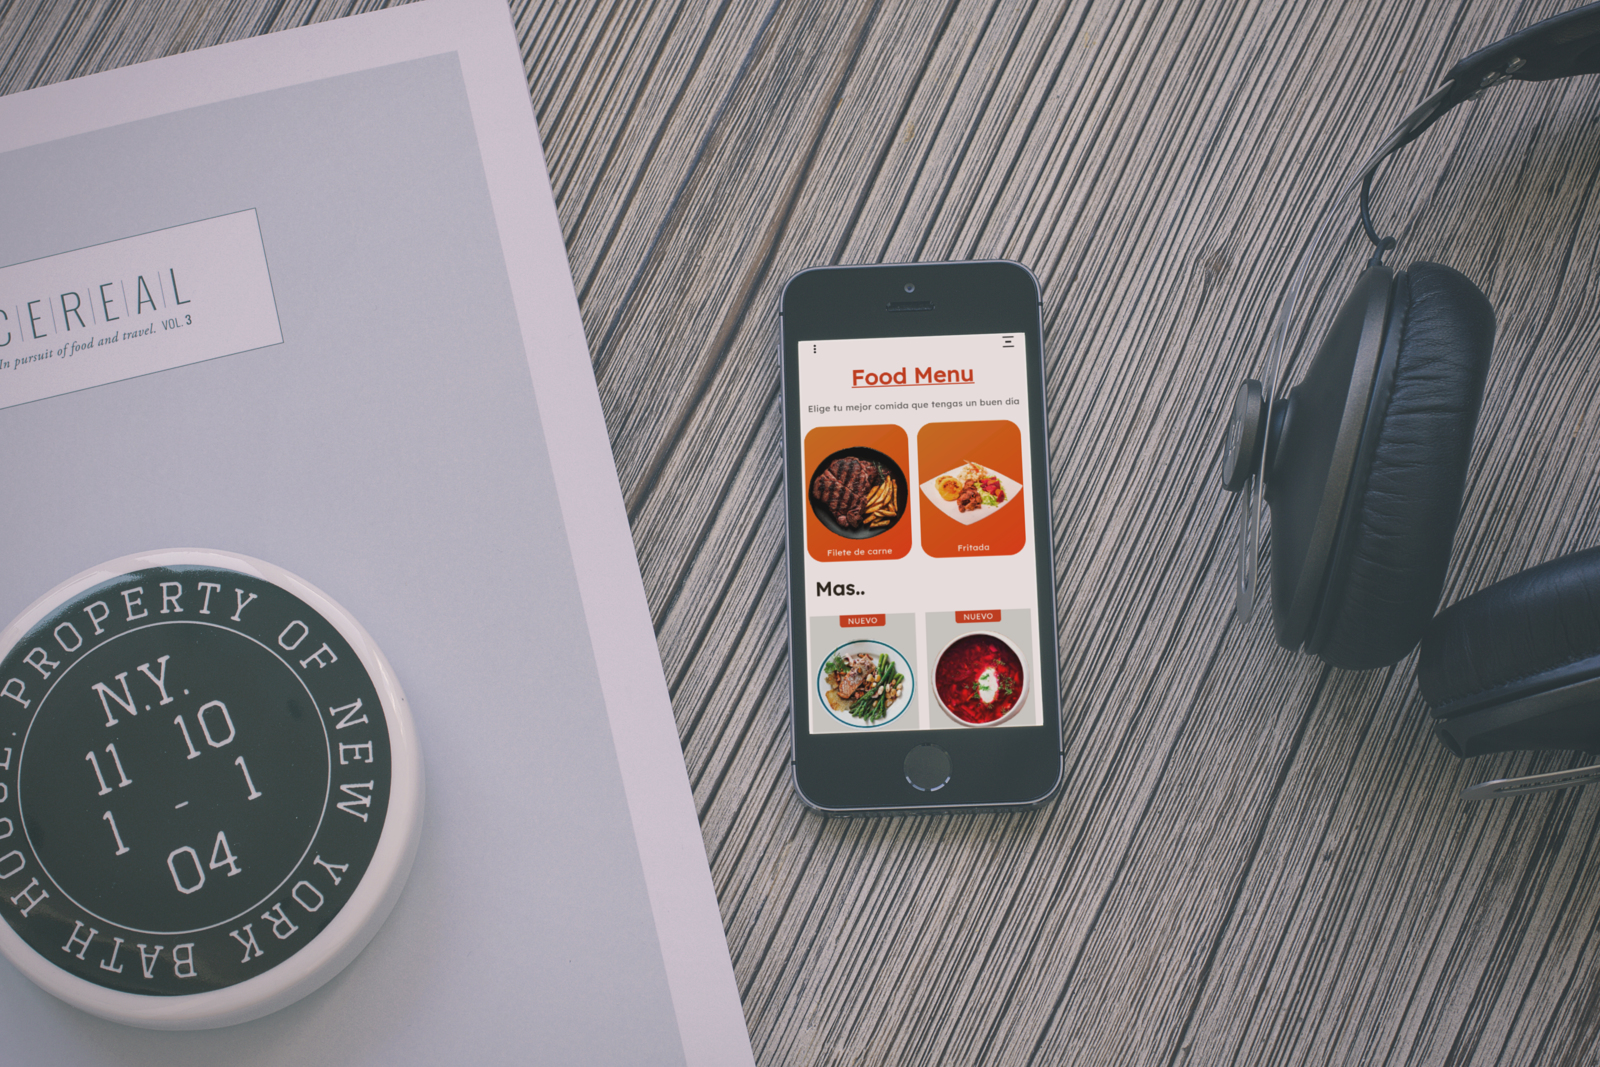 CEREAL
In pursuit of food and travel. VOL. 3
PROPERTY OF NEW YORK BATH HOUSE.
N.Y.
11 10
1 - 1
04
Food Menu
Elige tu mejor comida que tengas un buen día
Filete de carne
Fritada
Mas..
NUEVO
NUEVO